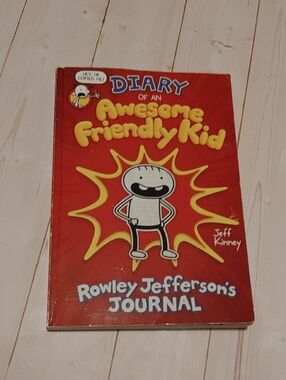 HEY, HE
COPIED ME!
DIARY
OF AN
Awesome
Friendly Kid
Jeff
Kinney
Rowley Jefferson's
JOURNAL